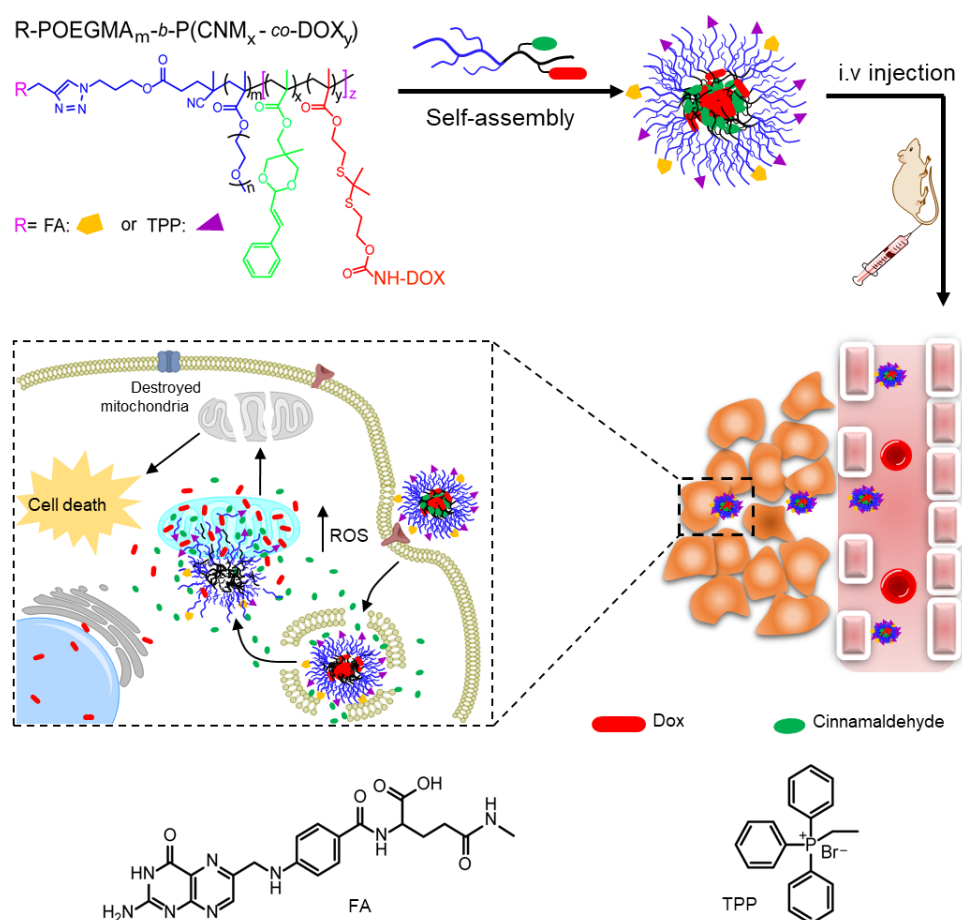 R-POEGMAm-b-P(CNMx- co-DOXy)
i.v injection
Self-assembly
R
N
N=N
O
O
NC
m
x
y
z
O
O
O
O
O
O
O
n
O
O
S
S
O
O
NH-DOX
R= FA: or TPP:
Destroyed
mitochondria
Cell death
ROS
Dox
Cinnamaldehyde
O
OH
O
N
H
O
H
N
O
N
HN
N
H
H2N
N
N
FA
P
+
Br−
TPP